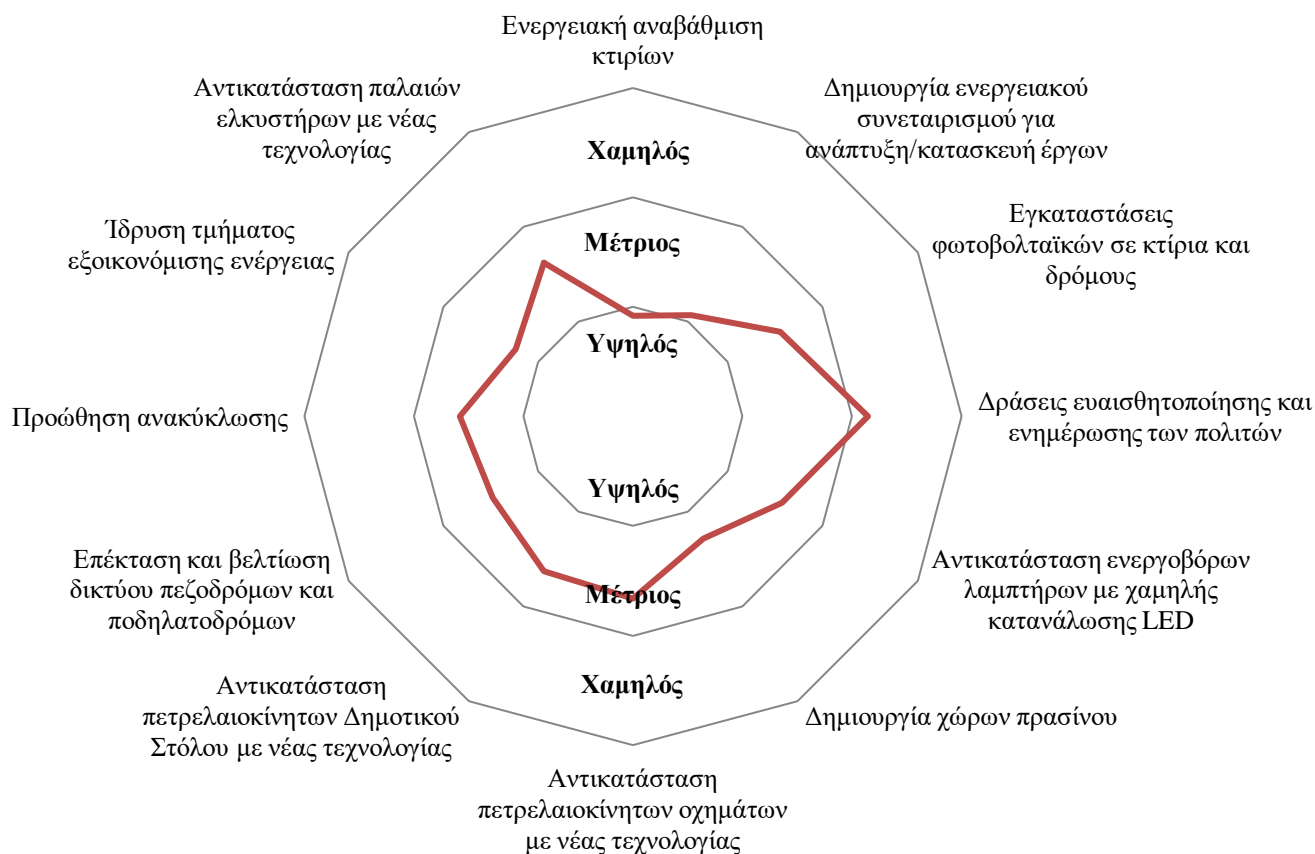 Ενεργειακή αναβάθμιση
κτιρίων
Δημιουργία ενεργειακού
συνεταιρισμού για
ανάπτυξη/κατασκευή έργων
Εγκαταστάσεις
φωτοβολταϊκών σε κτίρια και
δρόμους
Δράσεις ευαισθητοποίησης και
ενημέρωσης των πολιτών
Αντικατάσταση ενεργοβόρων
λαμπτήρων με χαμηλής
κατανάλωσης LED
Δημιουργία χώρων πρασίνου
Αντικατάσταση
πετρελαιοκίνητων οχημάτων
με νέας τεχνολογίας
Αντικατάσταση
πετρελαιοκίνητων Δημοτικού
Στόλου με νέας τεχνολογίας
Επέκταση και βελτίωση
δικτύου πεζοδρόμων και
ποδηλατοδρόμων
Προώθηση ανακύκλωσης
Ίδρυση τμήματος
εξοικονόμισης ενέργειας
Αντικατάσταση παλαιών
ελκυστήρων με νέας
τεχνολογίας
Χαμηλός
Μέτριος
Υψηλός
Υψηλός
Μέτριος
Χαμηλός